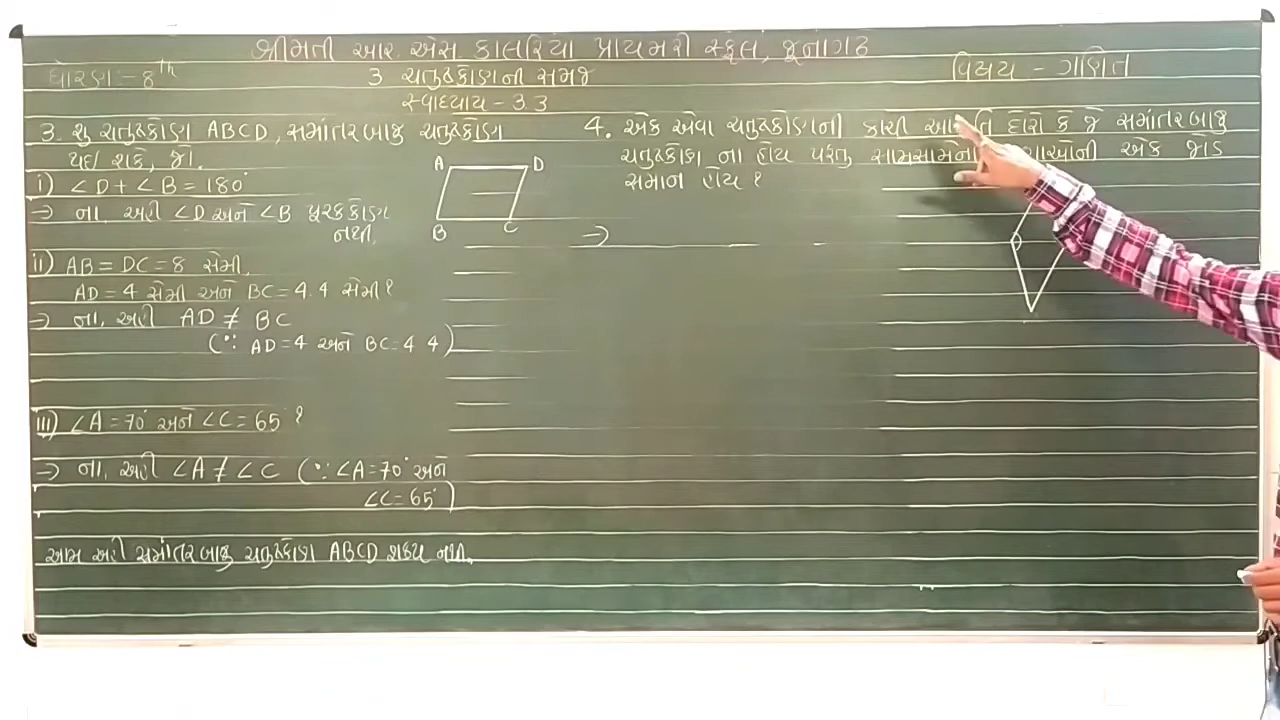 શ્રીમતી આર. એસ. કાલરિયા પ્રાયમરી સ્કૂલ, જૂનાગઢ
ધોરણ :- 8th
3 ચતુષ્કોણની સમજ
વિષય - ગણિત
સ્વાધ્યાય - 3.3
3. શુ ચતુષ્કોણ ABCD, સમાંતરબાજુ ચતુષ્કોણ
થઇ શકે, જો.
i) ∠D + ∠B = 180°
→ ના, અહી ∠D અને ∠B પૂરકકોણ
નથી.
A D
B C
ii) AB = DC = 8 સેમી,
AD = 4 સેમી અને BC = 4.4 સેમી ?
→ ના, અહી AD ≠ BC
(∵ AD = 4 અને BC = 4.4)
iii) ∠A = 70° અને ∠C = 65° ?
→ ના, અહી ∠A ≠ ∠C (∵ ∠A = 70° અને
∠C = 65°)
આમ અહી સમાંતરબાજુ ચતુષ્કોણ ABCD શક્ય નથી.
4. એક એવા ચતુષ્કોણની કાચી દોરો કે જે સમાંતરબાજુ
ચતુષ્કોણ ના હોય પરંતુ સામસામેના એક જોડ
સમાન હોય ?
→